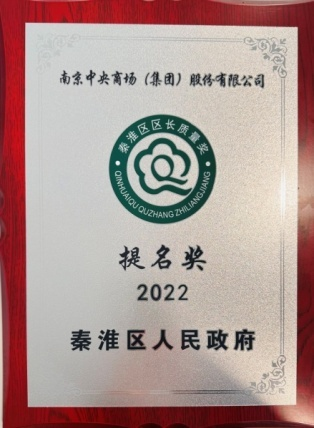 南京中央商场（集团）股份有限公司
·秦淮区区长质量奖·
QINHUAIQU QUZHANG ZHILIANGJIANG
提名奖
2022
秦淮区人民政府